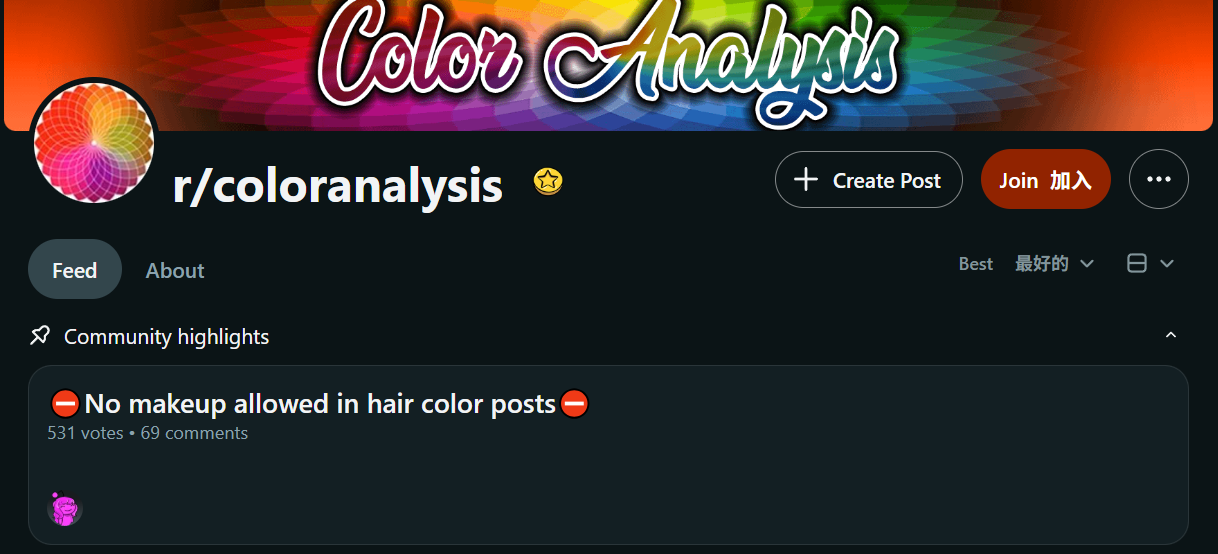 Color Analysis
r/coloranalysis
Create Post
Join 加入
Feed
About
Best 最好的
Community highlights
⛔No makeup allowed in hair color posts⛔
531 votes • 69 comments